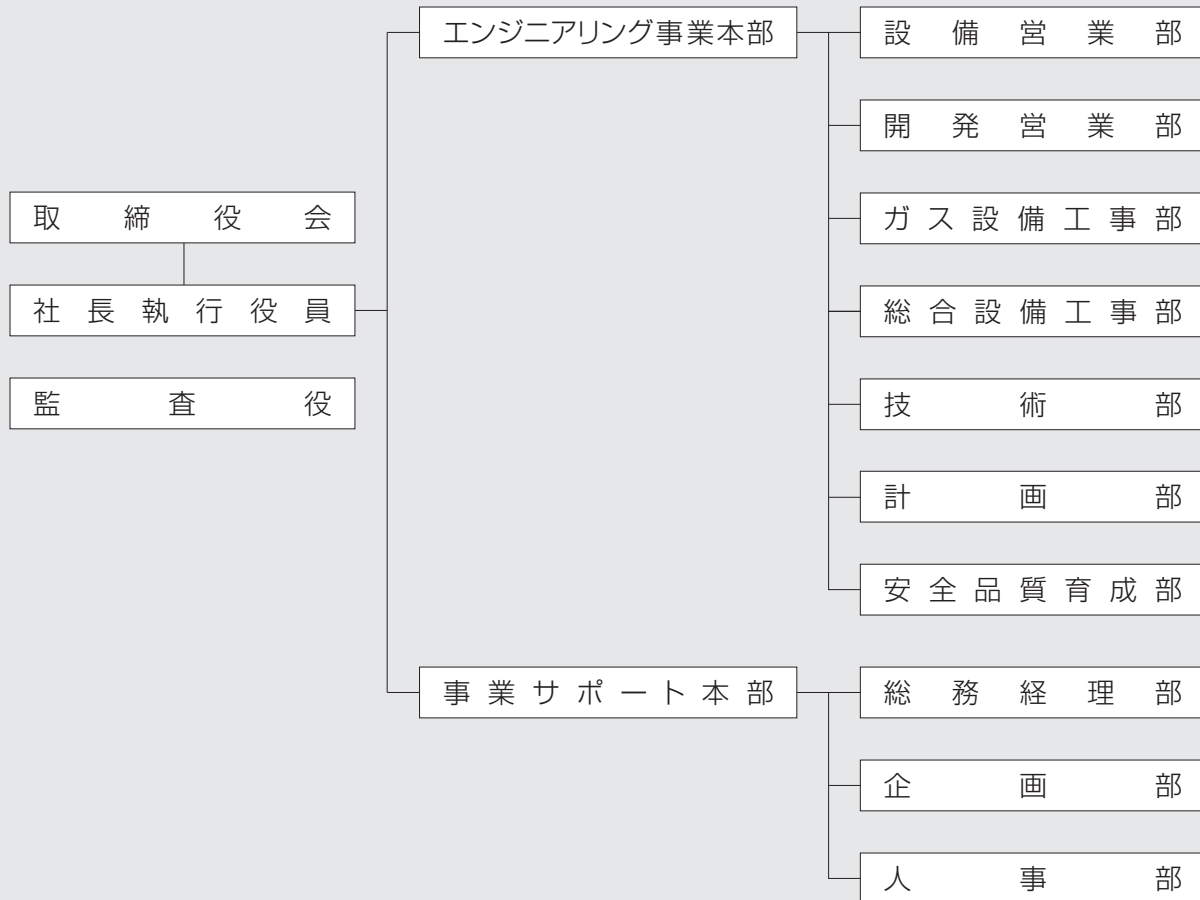 取締役会
社長執行役員
監査役
エンジニアリング事業本部
設備営業部
開発営業部
ガス設備工事部
総合設備工事部
技術部
計画部
安全品質育成部
事業サポート本部
総務経理部
企画部
人事部